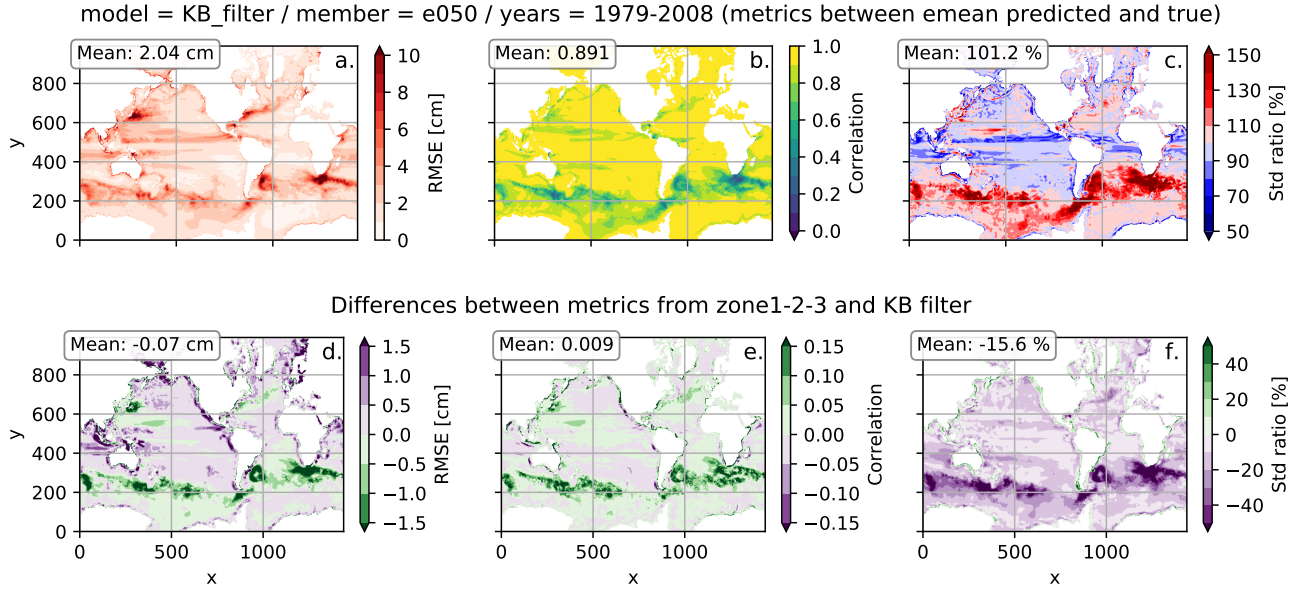 model = KB_filter / member = e050 / years = 1979-2008 (metrics between emean predicted and true)
Mean: 2.04 cm
a.
800
600
400
200
0
y
10
8
6
4
2
0
RMSE [cm]
Mean: 0.891
b.
1.0
0.8
0.6
0.4
0.2
0.0
Correlation
Mean: 101.2 %
c.
150
130
110
90
70
50
Std ratio [%]
Differences between metrics from zone1-2-3 and KB filter
Mean: -0.07 cm
d.
800
600
400
200
0
y
0
500
1000
x
1.5
1.0
0.5
0.0
−0.5
−1.0
−1.5
RMSE [cm]
Mean: 0.009
e.
x
0.15
0.10
0.05
0.00
−0.05
−0.10
−0.15
Correlation
Mean: -15.6 %
f.
0
500
1000
x
40
20
0
−20
−40
Std ratio [%]